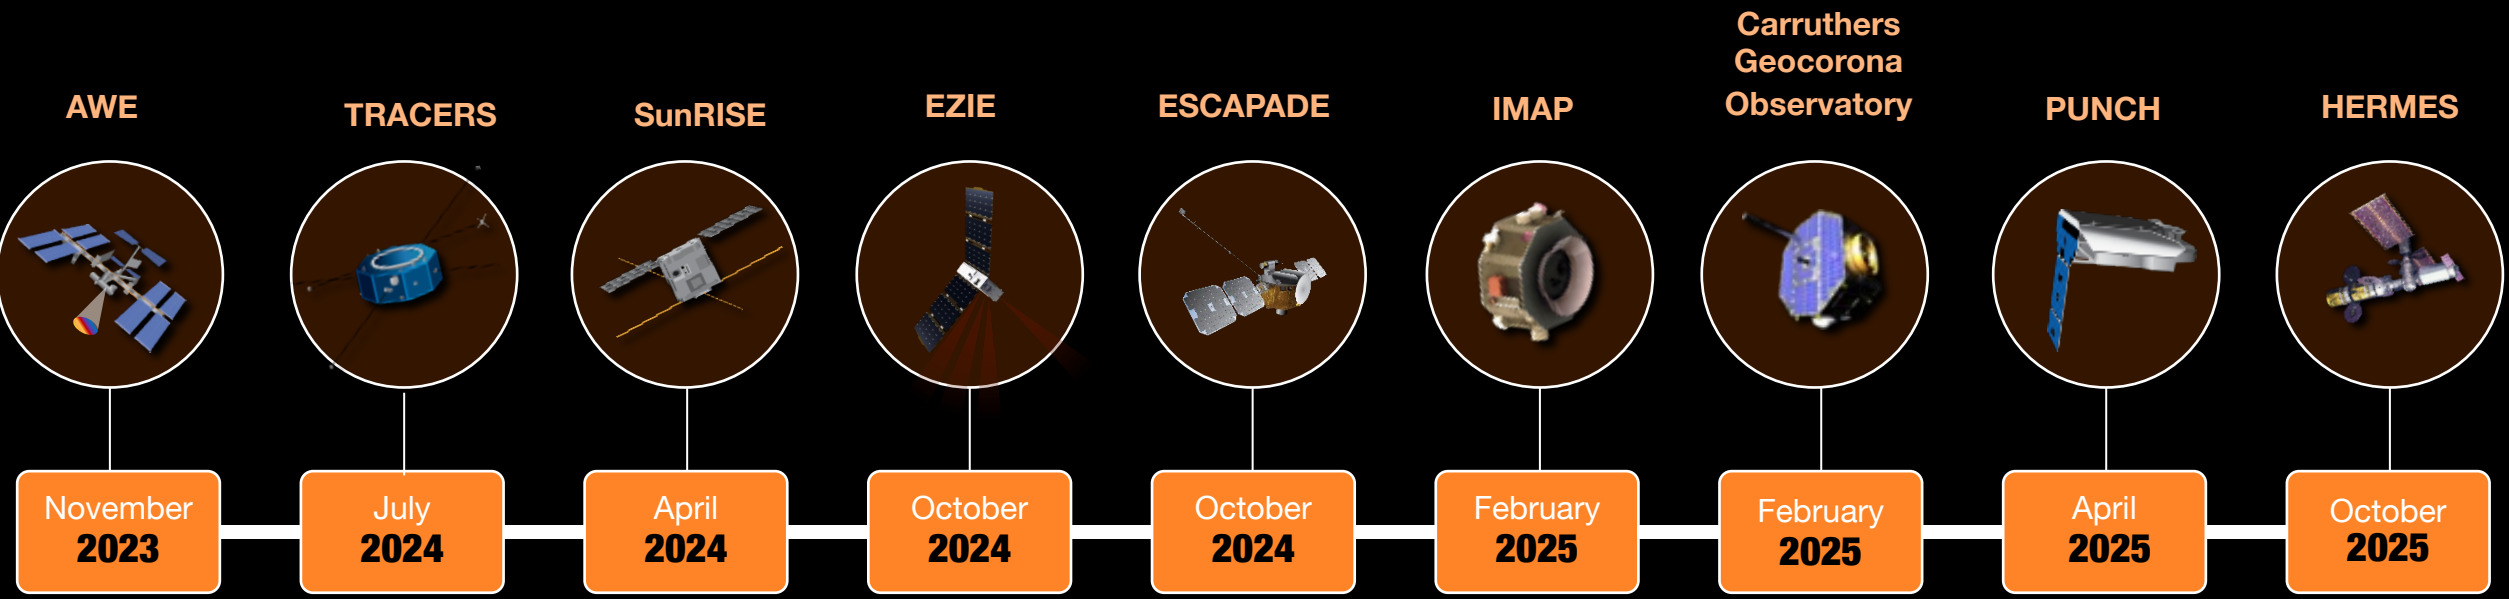 AWE
TRACERS
SunRISE
EZIE
ESCAPADE
IMAP
Carruthers
Geocorona
Observatory
PUNCH
HERMES
November
2023
July
2024
April
2024
October
2024
October
2024
February
2025
February
2025
April
2025
October
2025